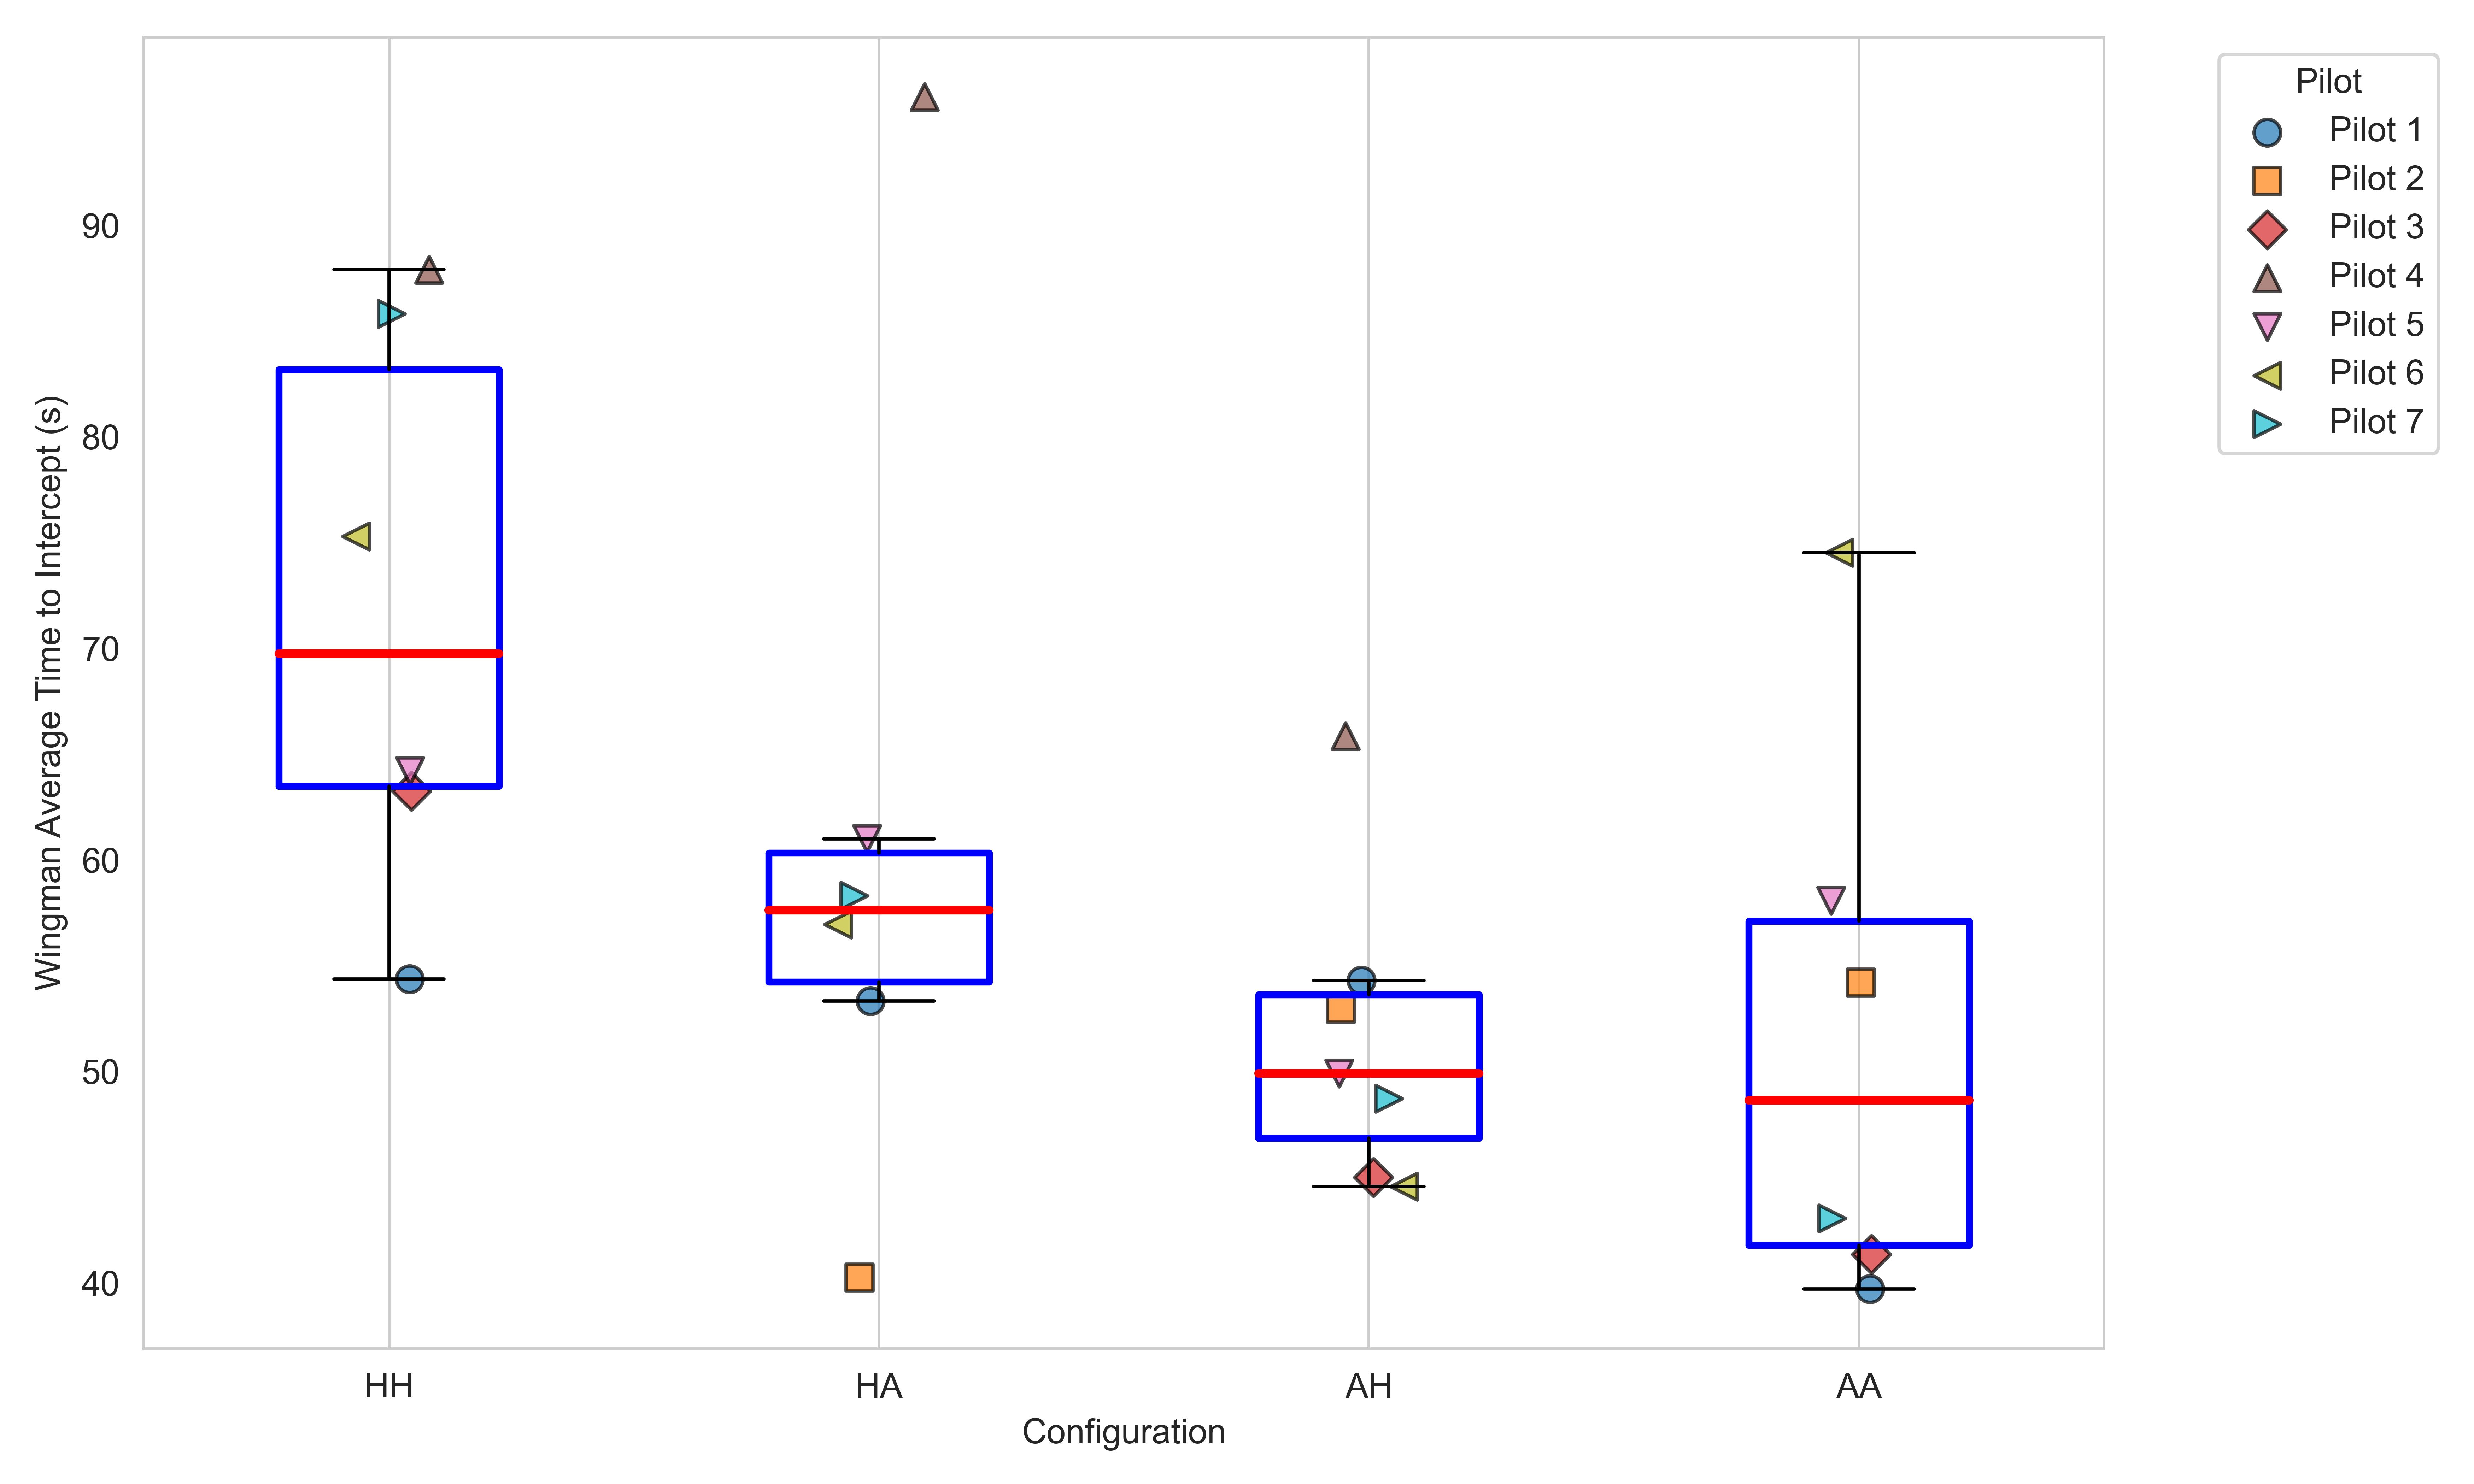 Pilot
Pilot 1
Pilot 2
Pilot 3
Pilot 4
Pilot 5
Pilot 6
Pilot 7
Wingman Average Time to Intercept (s)
90
80
70
60
50
40
HH HA AH AA
Configuration